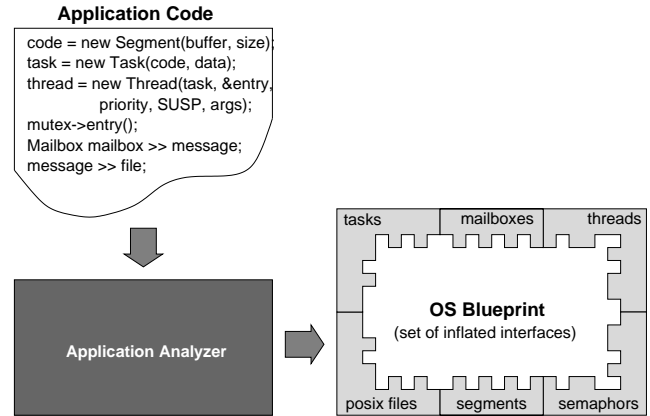 Application Code
code = new Segment(buffer, size);
task = new Task(code, data);
thread = new Thread(task, &entry,
priority, SUSP, args);
mutex->entry();
Mailbox mailbox >> message;
message >> file;
tasks
mailboxes
threads
OS Blueprint
(set of inflated interfaces)
Application Analyzer
posix files
segments
semaphors